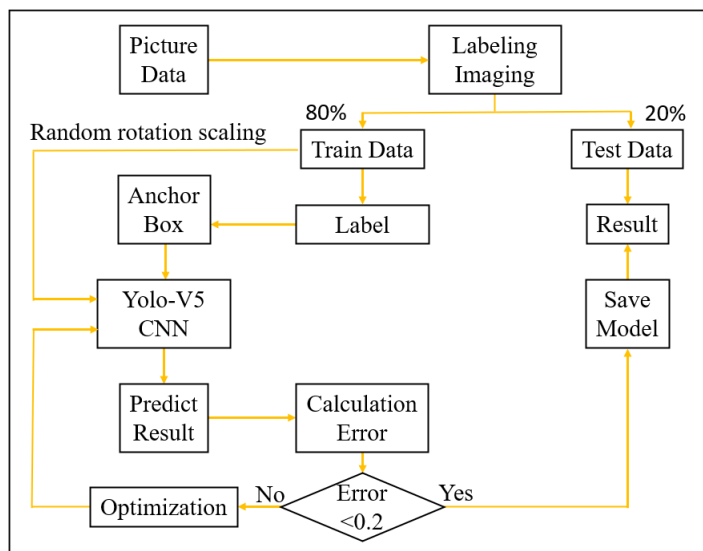 Picture
Data
Labeling
Imaging
80%
20%
Random rotation scaling
Train Data
Test Data
Anchor
Box
Label
Result
Yolo-V5
CNN
Save
Model
Predict
Result
Calculation
Error
Optimization
No
Error
<0.2
Yes